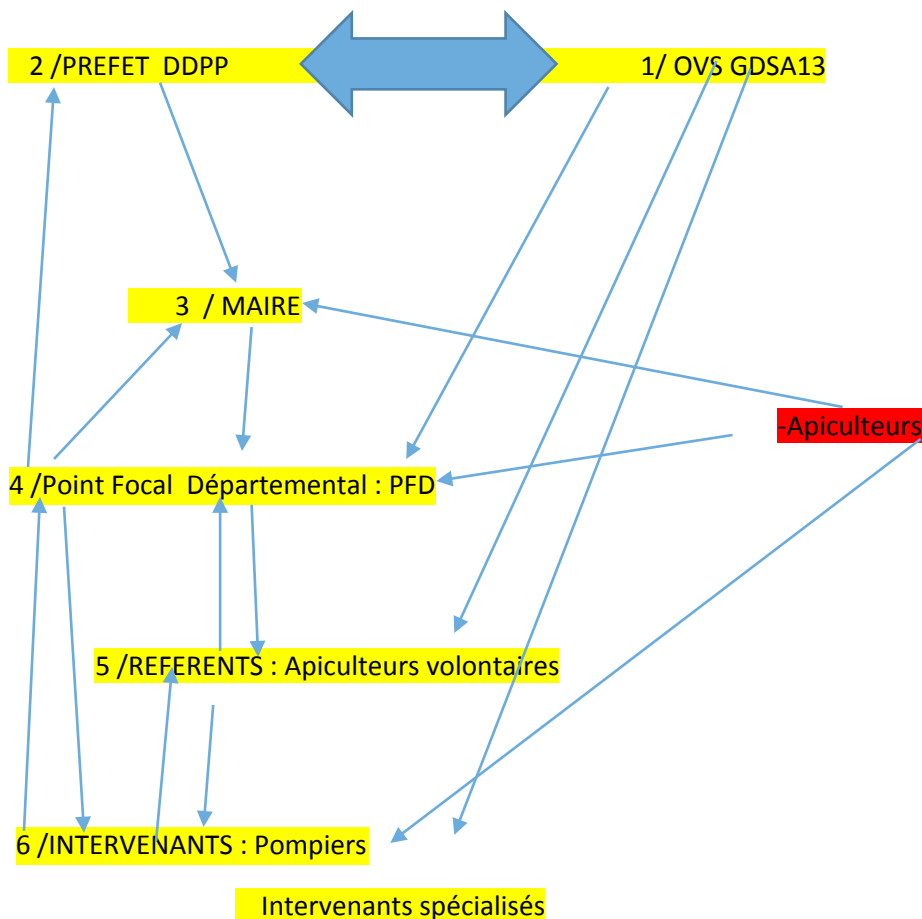 2 /PREFET DDPP
1/ OVS GDSA13
3 / MAIRE
-Apiculteurs
4 /Point Focal Départemental : PFD
5 /REFERENTS : Apiculteurs volontaires
6 /INTERVENANTS : Pompiers
Intervenants spécialisés